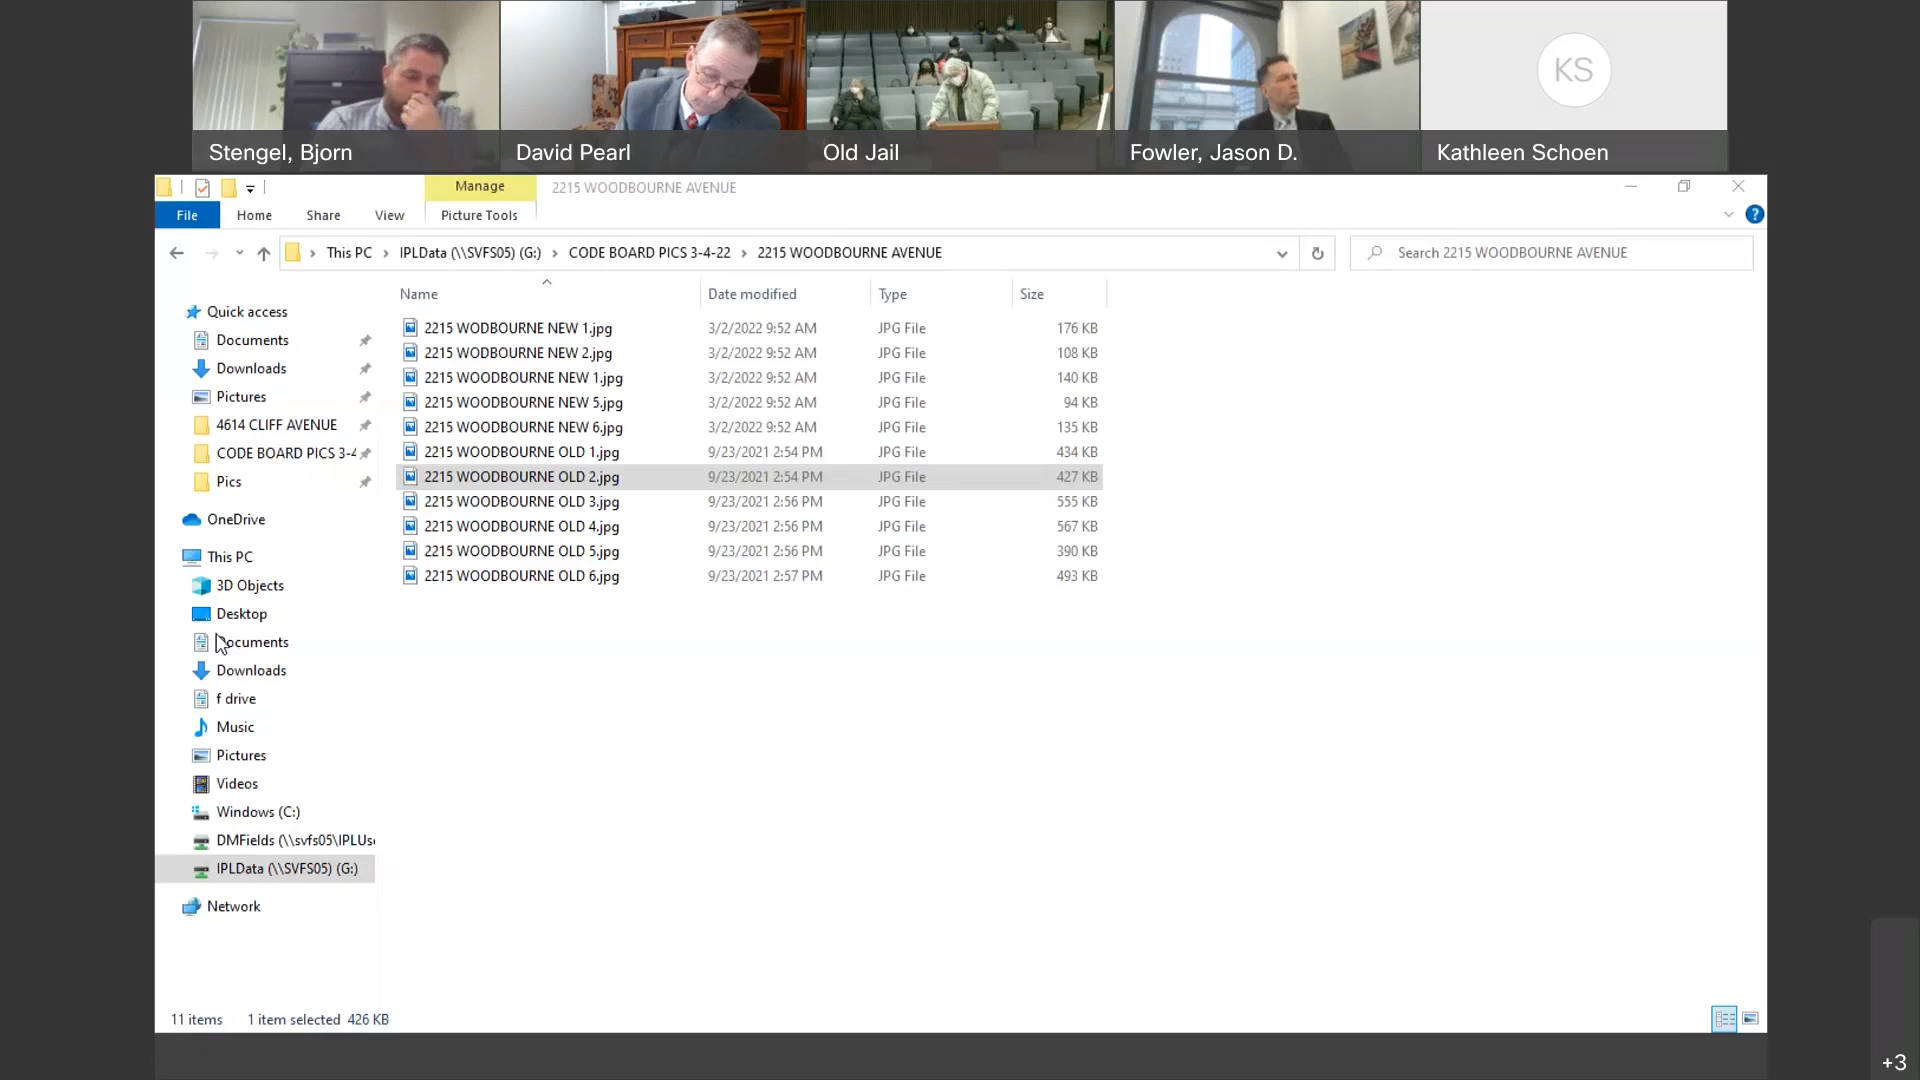 KS
Stengel, Bjorn
David Pearl
Old Jail
Fowler, Jason D.
Kathleen Schoen
Manage
2215 WOODBOURNE AVENUE
File
Home
Share
View
Picture Tools
This PC > IPLData (\\SVFS05) (G:) > CODE BOARD PICS 3-4-22 > 2215 WOODBOURNE AVENUE
Search 2215 WOODBOURNE AVENUE
Name Date modified Type Size
2215 WODBOURNE NEW 1.jpg 3/2/2022 9:52 AM JPG File 176 KB
2215 WODBOURNE NEW 2.jpg 3/2/2022 9:52 AM JPG File 108 KB
2215 WOODBOURNE NEW 1.jpg 3/2/2022 9:52 AM JPG File 140 KB
2215 WOODBOURNE NEW 5.jpg 3/2/2022 9:52 AM JPG File 94 KB
2215 WOODBOURNE NEW 6.jpg 3/2/2022 9:52 AM JPG File 135 KB
2215 WOODBOURNE OLD 1.jpg 9/23/2021 2:54 PM JPG File 434 KB
2215 WOODBOURNE OLD 2.jpg 9/23/2021 2:54 PM JPG File 427 KB
2215 WOODBOURNE OLD 3.jpg 9/23/2021 2:56 PM JPG File 555 KB
2215 WOODBOURNE OLD 4.jpg 9/23/2021 2:56 PM JPG File 567 KB
2215 WOODBOURNE OLD 5.jpg 9/23/2021 2:56 PM JPG File 390 KB
2215 WOODBOURNE OLD 6.jpg 9/23/2021 2:57 PM JPG File 493 KB
Quick access
Documents
Downloads
Pictures
4614 CLIFF AVENUE
CODE BOARD PICS 3-4
Pics
OneDrive
This PC
3D Objects
Desktop
Documents
Downloads
f drive
Music
Pictures
Videos
Windows (C:)
DMFields (\\svfs05\IPLUse
IPLData (\\SVFS05) (G:)
Network
11 items 1 item selected 426 KB
+3